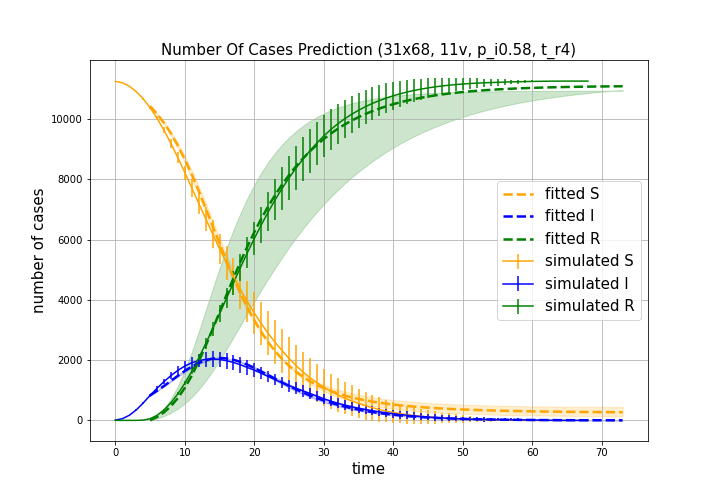 Number Of Cases Prediction (31x68, 11v, p_i0.58, t_r4)
number of cases
10000
8000
6000
4000
2000
0
fitted S
fitted I
fitted R
simulated S
simulated I
simulated R
0 10 20 30 40 50 60 70
time